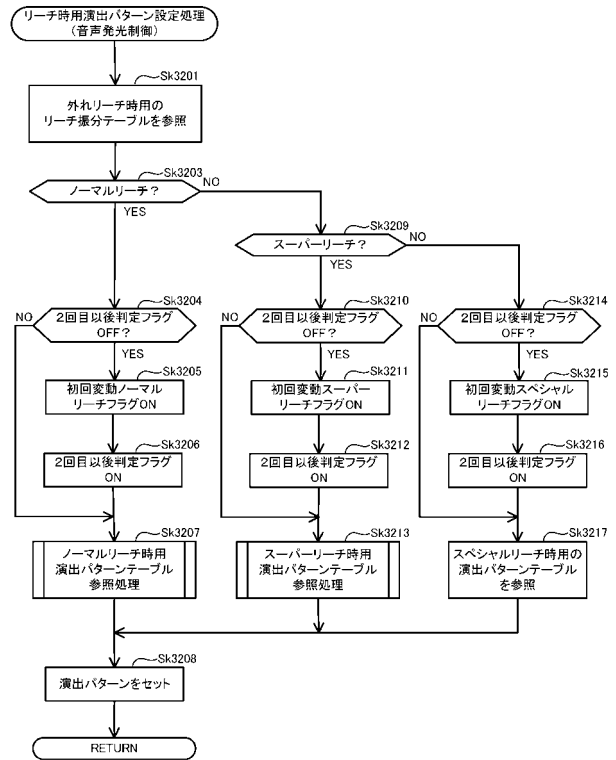 リーチ時用演出パターン設定処理
(音声発光制御)
Sk3201
外れリーチ時用の
リーチ振分テーブルを参照
Sk3203
ノーマルリーチ?
NO
YES
Sk3209
スーパーリーチ?
NO
YES
Sk3204
NO
2回目以後判定フラグ
OFF?
YES
Sk3205
初回変動ノーマル
リーチフラグON
Sk3206
2回目以後判定フラグ
ON
Sk3207
ノーマルリーチ時用
演出パターンテーブル
参照処理
Sk3210
NO
2回目以後判定フラグ
OFF?
YES
Sk3211
初回変動スーパー
リーチフラグON
Sk3212
2回目以後判定フラグ
ON
Sk3213
スーパーリーチ時用
演出パターンテーブル
参照処理
Sk3214
NO
2回目以後判定フラグ
OFF?
YES
Sk3215
初回変動スペシャル
リーチフラグON
Sk3216
2回目以後判定フラグ
ON
Sk3217
スペシャルリーチ時用の
演出パターンテーブル
を参照
Sk3208
演出パターンをセット
RETURN